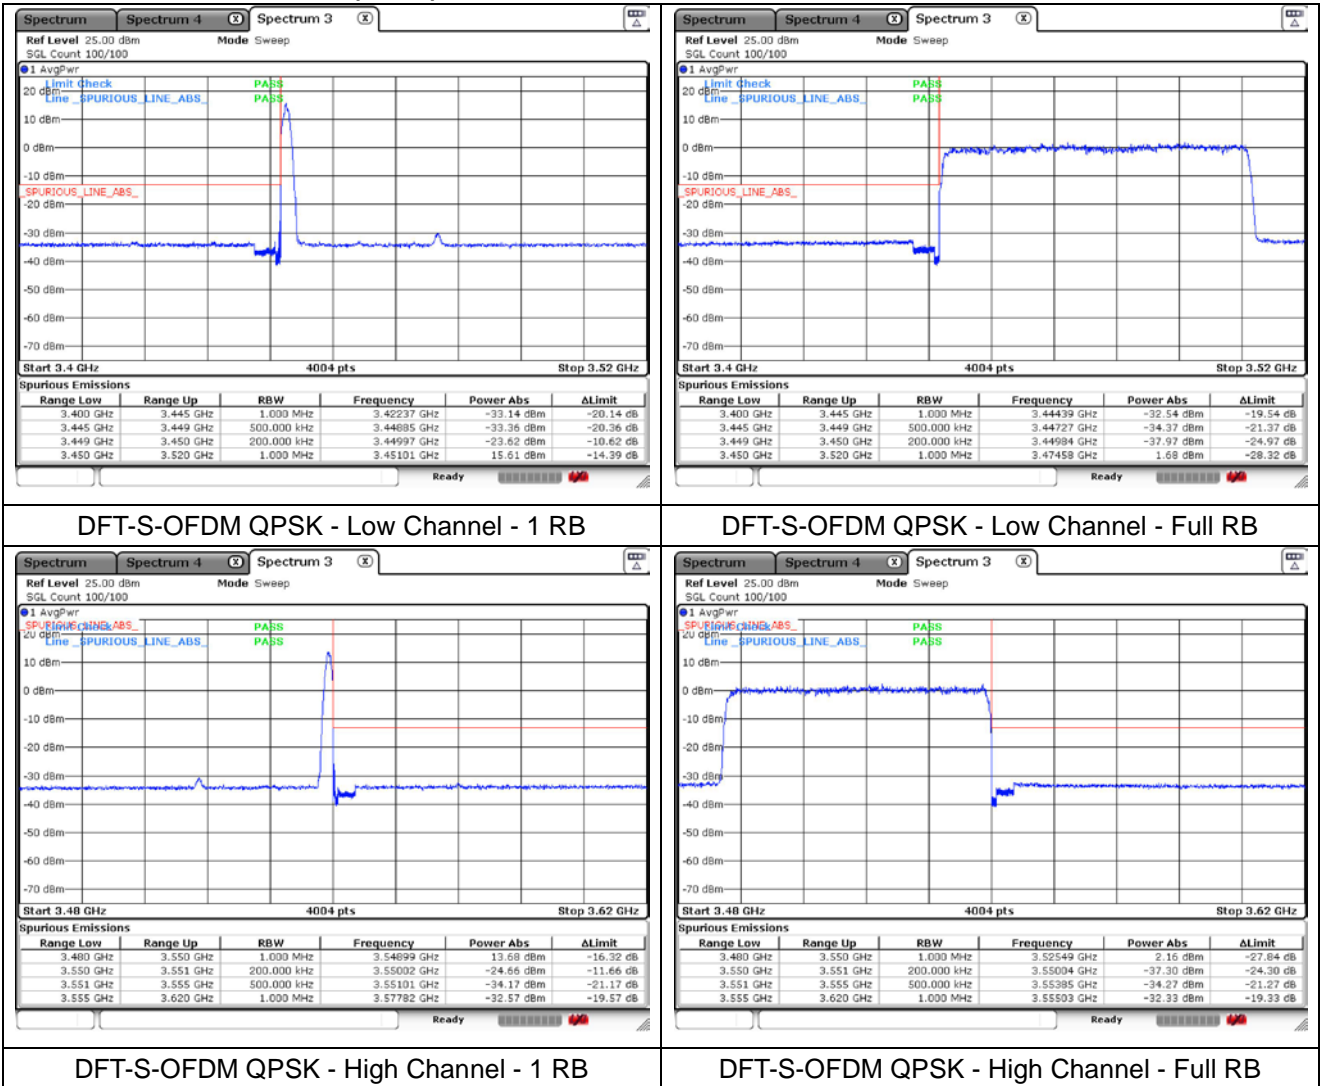 Spectrum Spectrum 4 X Spectrum 3 X
Ref Level 25.00 dBm Mode Sweep
SGL Count 100/100
1 AvgPwr
Limit Check PASS
20 dBm
Line _SPURIOUS_LINE_ABS_ PASS
10 dBm
0 dBm
-10 dBm
_SPURIOUS_LINE_ABS_
-20 dBm
-30 dBm
-40 dBm
-50 dBm
-60 dBm
-70 dBm
Start 3.4 GHz 4004 pts Stop 3.52 GHz
Spurious Emissions
Range Low Range Up RBW Frequency Power Abs ΔLimit
3.400 GHz 3.445 GHz 1.000 MHz 3.42237 GHz -33.14 dBm -20.14 dB
3.445 GHz 3.449 GHz 500.000 kHz 3.44885 GHz -33.36 dBm -20.36 dB
3.449 GHz 3.450 GHz 200.000 kHz 3.44997 GHz -23.62 dBm -10.62 dB
3.450 GHz 3.520 GHz 1.000 MHz 3.45101 GHz 15.61 dBm -14.39 dB
Ready
DFT-S-OFDM QPSK - Low Channel - 1 RB
Spectrum Spectrum 4 X Spectrum 3 X
Ref Level 25.00 dBm Mode Sweep
SGL Count 100/100
1 AvgPwr
Limit Check PASS
20 dBm
Line _SPURIOUS_LINE_ABS_ PASS
10 dBm
0 dBm
-10 dBm
_SPURIOUS_LINE_ABS_
-20 dBm
-30 dBm
-40 dBm
-50 dBm
-60 dBm
-70 dBm
Start 3.4 GHz 4004 pts Stop 3.52 GHz
Spurious Emissions
Range Low Range Up RBW Frequency Power Abs ΔLimit
3.400 GHz 3.445 GHz 1.000 MHz 3.44439 GHz -32.54 dBm -19.54 dB
3.445 GHz 3.449 GHz 500.000 kHz 3.44727 GHz -34.37 dBm -21.37 dB
3.449 GHz 3.450 GHz 200.000 kHz 3.44984 GHz -37.97 dBm -24.97 dB
3.450 GHz 3.520 GHz 1.000 MHz 3.47458 GHz 1.68 dBm -28.32 dB
Ready
DFT-S-OFDM QPSK - Low Channel - Full RB
Spectrum Spectrum 4 X Spectrum 3 X
Ref Level 25.00 dBm Mode Sweep
SGL Count 100/100
1 AvgPwr
_SPURIOUS_LINE_ABS_
Limit Check PASS
20 dBm
Line _SPURIOUS_LINE_ABS_ PASS
10 dBm
0 dBm
-10 dBm
-20 dBm
-30 dBm
-40 dBm
-50 dBm
-60 dBm
-70 dBm
Start 3.48 GHz 4004 pts Stop 3.62 GHz
Spurious Emissions
Range Low Range Up RBW Frequency Power Abs ΔLimit
3.480 GHz 3.550 GHz 1.000 MHz 3.54899 GHz 13.68 dBm -16.32 dB
3.550 GHz 3.551 GHz 200.000 kHz 3.55002 GHz -24.66 dBm -11.66 dB
3.551 GHz 3.555 GHz 500.000 kHz 3.55101 GHz -34.17 dBm -21.17 dB
3.555 GHz 3.620 GHz 1.000 MHz 3.57782 GHz -32.57 dBm -19.57 dB
Ready
DFT-S-OFDM QPSK - High Channel - 1 RB
Spectrum Spectrum 4 X Spectrum 3 X
Ref Level 25.00 dBm Mode Sweep
SGL Count 100/100
1 AvgPwr
_SPURIOUS_LINE_ABS_
Limit Check PASS
20 dBm
Line _SPURIOUS_LINE_ABS_ PASS
10 dBm
0 dBm
-10 dBm
-20 dBm
-30 dBm
-40 dBm
-50 dBm
-60 dBm
-70 dBm
Start 3.48 GHz 4004 pts Stop 3.62 GHz
Spurious Emissions
Range Low Range Up RBW Frequency Power Abs ΔLimit
3.480 GHz 3.550 GHz 1.000 MHz 3.52549 GHz 2.16 dBm -27.84 dB
3.550 GHz 3.551 GHz 200.000 kHz 3.55004 GHz -37.30 dBm -24.30 dB
3.551 GHz 3.555 GHz 500.000 kHz 3.55385 GHz -34.27 dBm -21.27 dB
3.555 GHz 3.620 GHz 1.000 MHz 3.55503 GHz -32.33 dBm -19.33 dB
Ready
DFT-S-OFDM QPSK - High Channel - Full RB